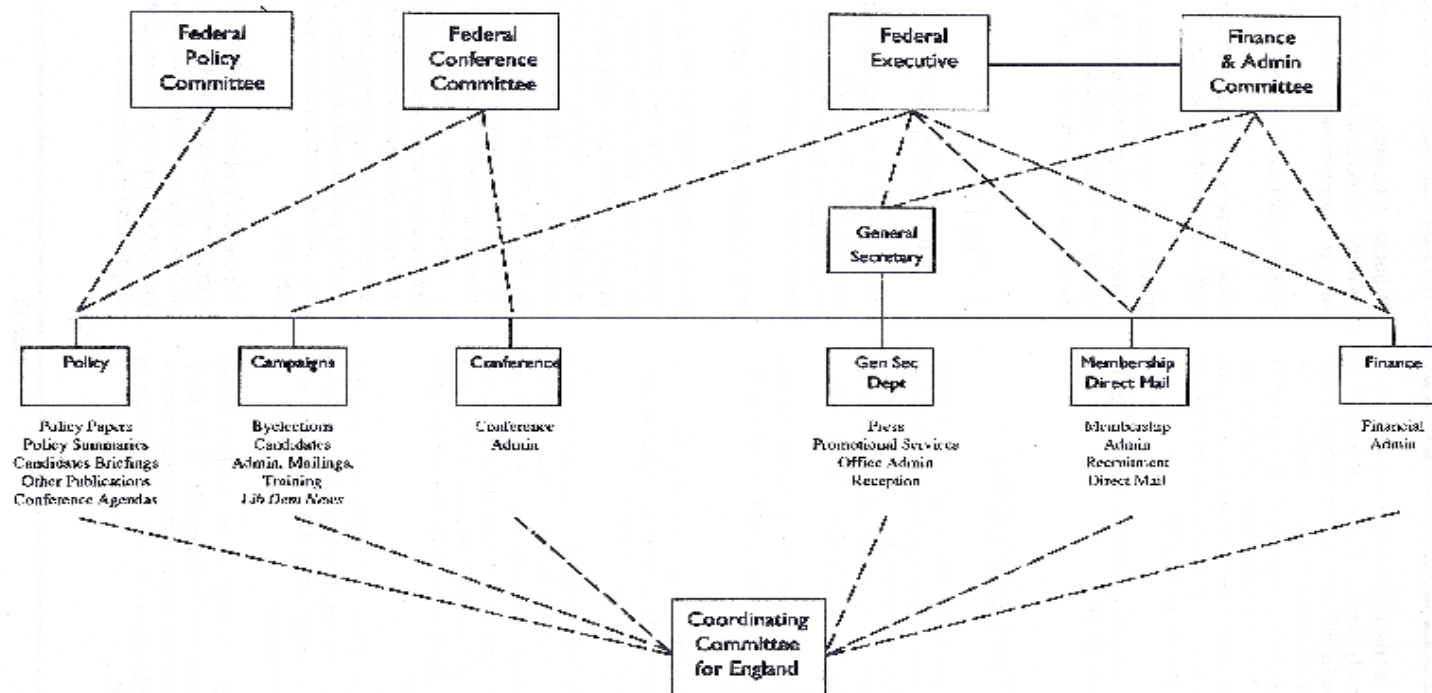 Federal
Policy
Committee
Federal
Conference
Committee
Federal
Executive
Finance
& Admin
Committee
General
Secretary
Policy
Campaigns
Conference
Gen Sec
Dept
Membership
Direct Mail
Finance
Policy Papers
Policy Summaries
Candidates Briefings
Other Publications
Conference Agendas
Byelections
Candidates
Admin, Mailings,
Training
Lib Dem News
Conference
Admin
Press
Promotional Services
Office Admin
Reception
Membership
Admin
Recruitment
Direct Mail
Financial
Admin
Coordinating
Committee
for England